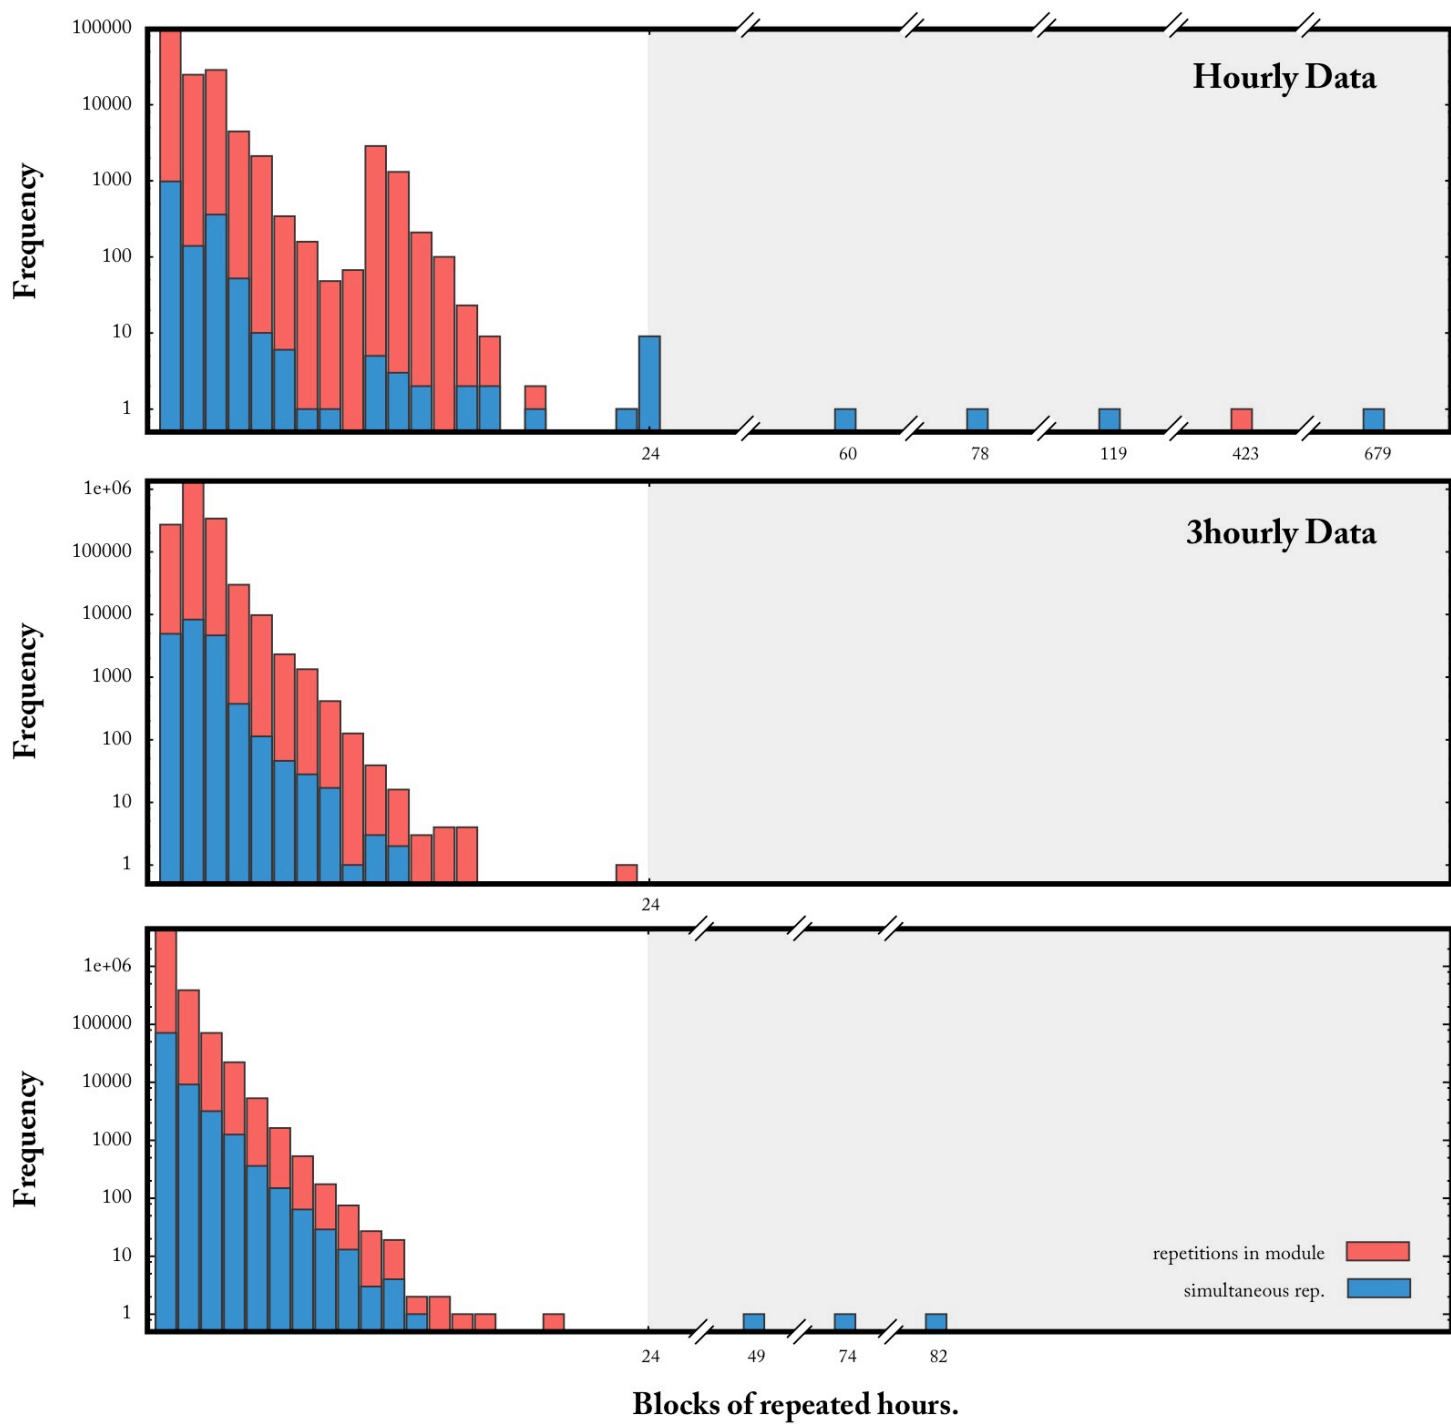 100000
Hourly Data
10000
1000
Frequency
100
10
1
24 60 78 119 423 679
1e+06
3hourly Data
100000
10000
1000
Frequency
100
10
1
24
1e+06
100000
10000
1000
Frequency
100
10
repetitions in module
simultaneous rep.
1
24 49 74 82
Blocks of repeated hours.